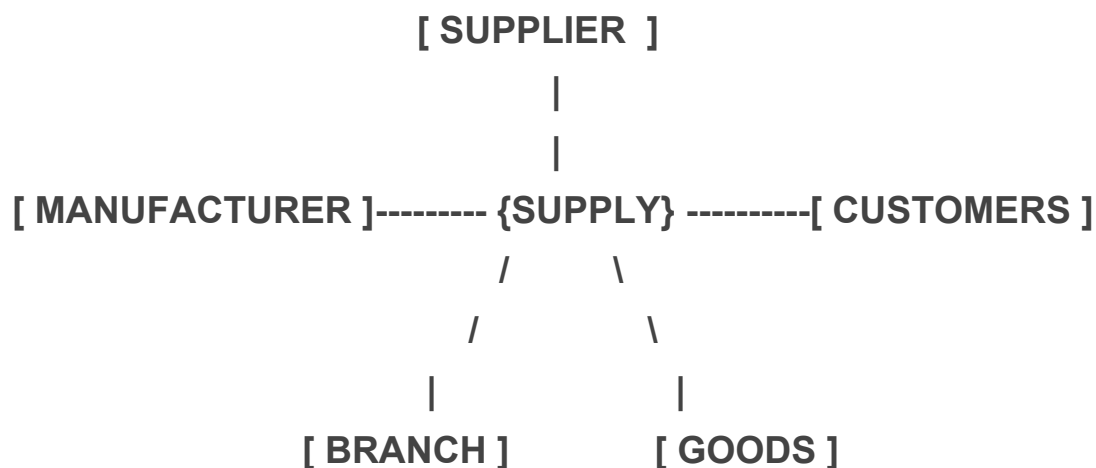 [ SUPPLIER  ]
|
|
[ MANUFACTURER ]--------- {SUPPLY} ----------[ CUSTOMERS ]
/ \
/ \
| |
[ BRANCH ] [ GOODS ]